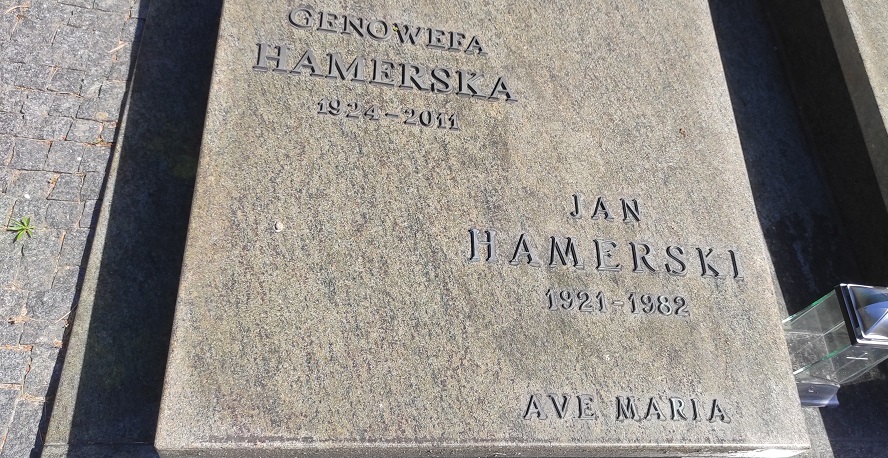 GENOWEFA
HAMERSKA
1924-2011
JAN
HAMERSKI
1921-1982
AVE MARIA